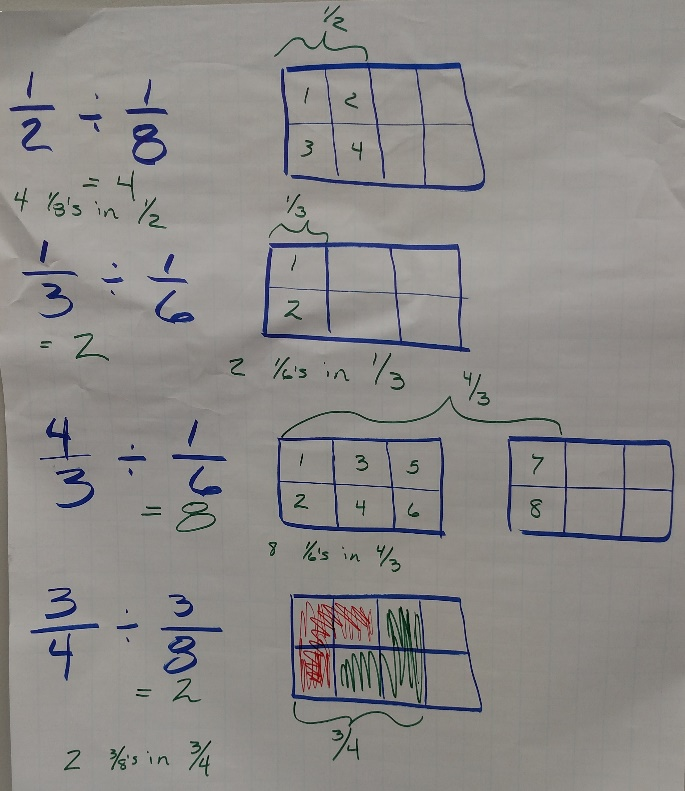 1/2
1/2 ÷ 1/8
1 2
3 4
= 4
4 1/8's in 1/2
1/3
1/3 ÷ 1/6
1
2
= 2
2 1/6's in 1/3
4/3
4/3 ÷ 1/6
1 3 5 7
2 4 6 8
= 8
8 1/6's in 4/3
3/4 ÷ 3/8
= 2
3/4
2 3/8's in 3/4